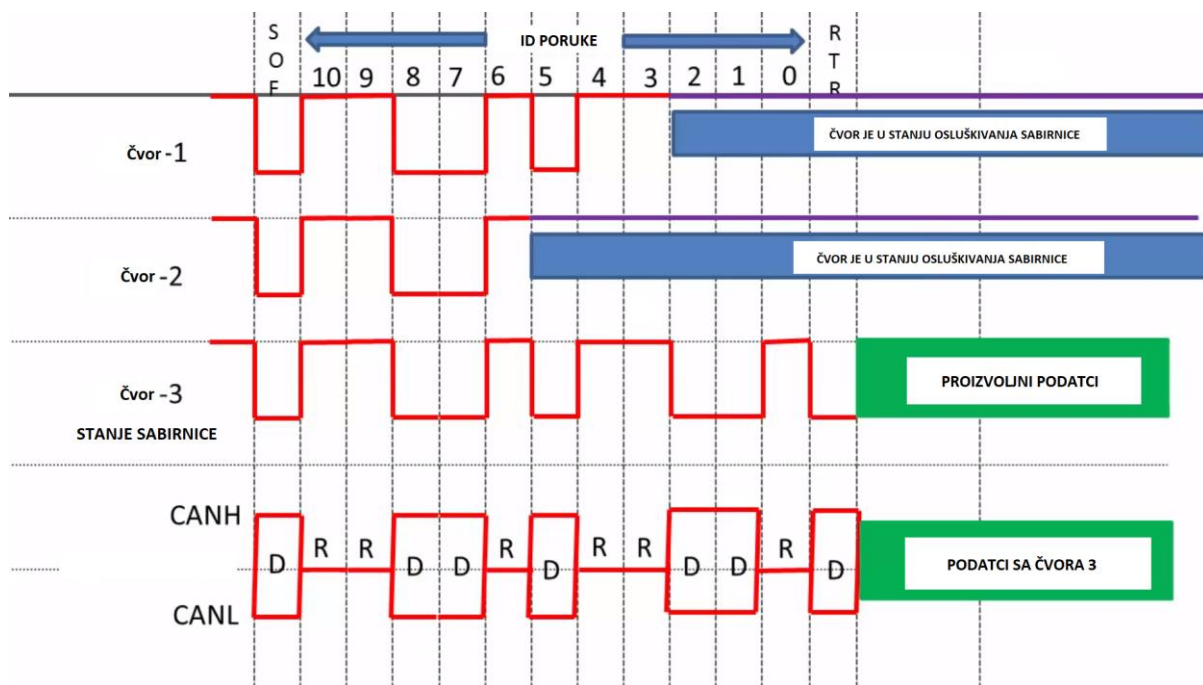 S
O
F
ID PORUKE
R
T
R
10 9 8 7 6 5 4 3 2 1 0
Čvor -1
ČVOR JE U STANJU OSLUŠKIVANJA SABIRNICE
Čvor -2
ČVOR JE U STANJU OSLUŠKIVANJA SABIRNICE
Čvor -3
PROIZVOLJNI PODATCI
STANJE SABIRNICE
CANH
D R R D D R D R R D D R D
PODATCI SA ČVORA 3
CANL